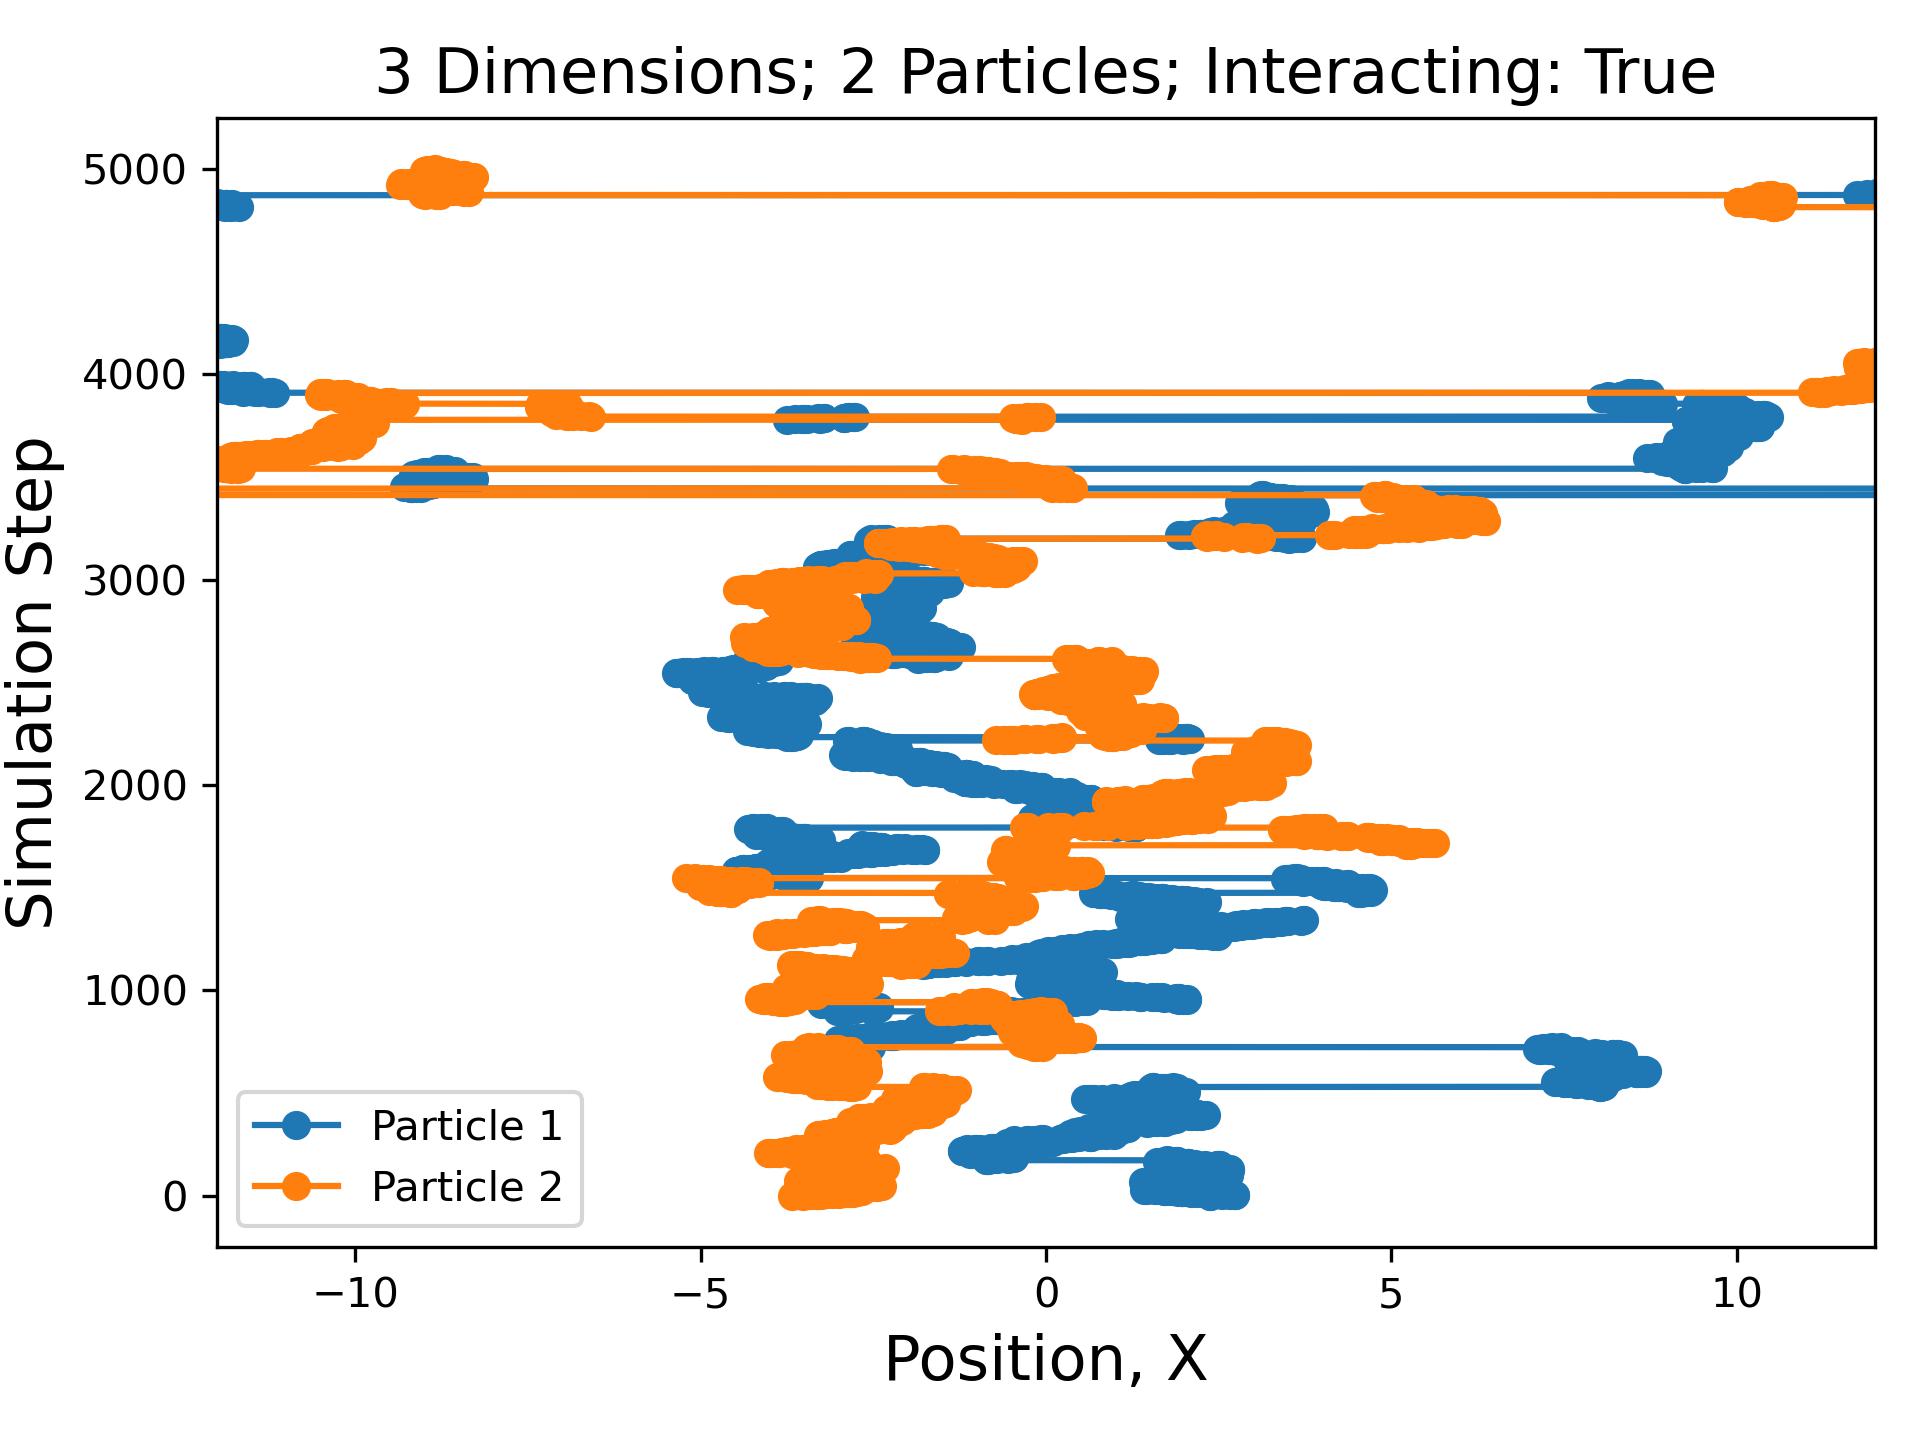 3 Dimensions; 2 Particles; Interacting: True
Simulation Step
5000
4000
3000
2000
1000
0
Particle 1
Particle 2
−10
−5
0
5
10
Position, X